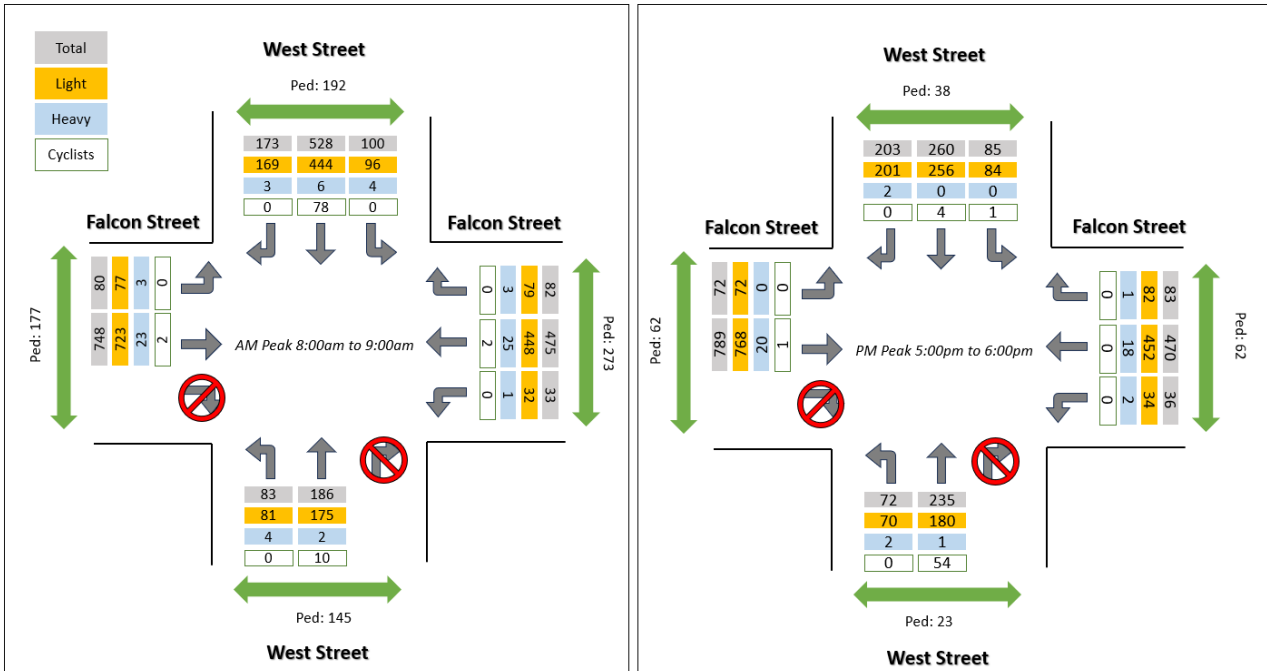 West Street
Total
Light
Heavy
Cyclists
Ped: 192
173 528 100
169 444 96
3 6 4
0 78 0
Falcon Street
Falcon Street
Ped: 177
80 77 3 0
748 723 23 2
AM Peak 8:00am to 9:00am
0 3 79 82
2 25 448 475
0 1 32 33
Ped: 273
83 186
81 175
4 2
0 10
Ped: 145
West Street
West Street
Ped: 38
203 260 85
201 256 84
2 0 0
0 4 1
Falcon Street
Falcon Street
Ped: 62
72 72 0 0
789 768 20 1
PM Peak 5:00pm to 6:00pm
0 1 82 83
0 18 452 470
0 2 34 36
Ped: 62
72 235
70 180
2 1
0 54
Ped: 23
West Street